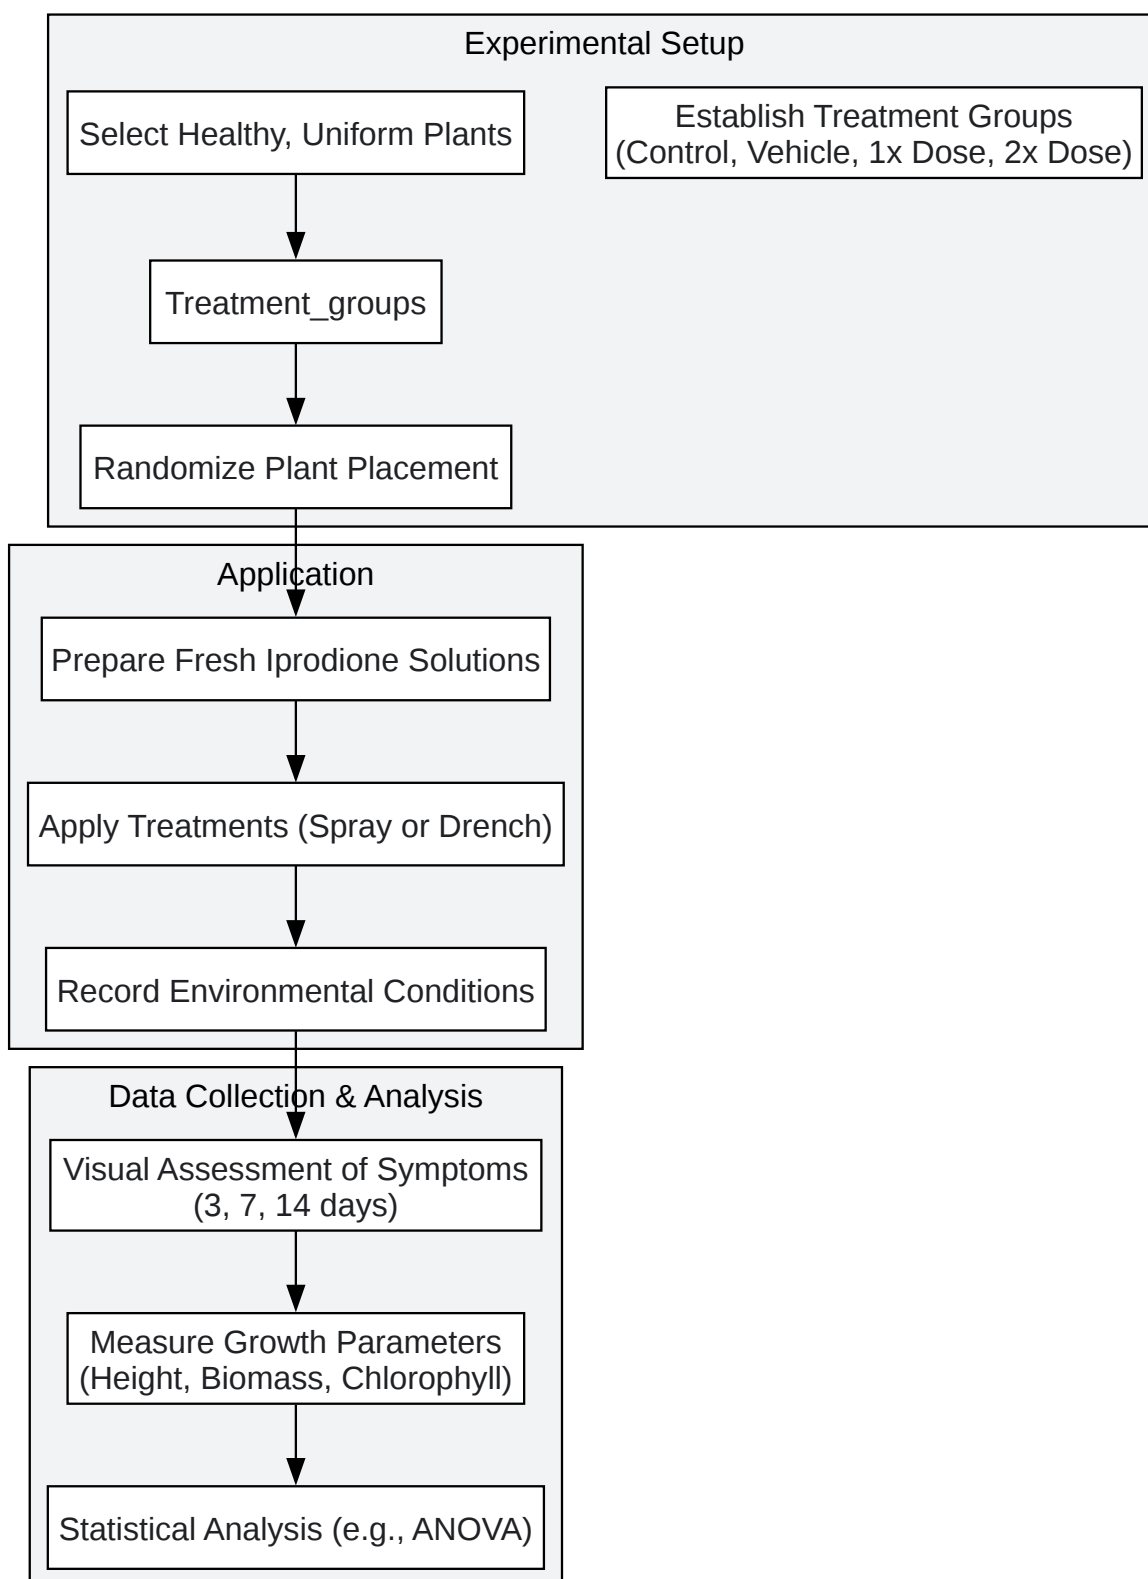 Experimental Setup
Select Healthy, Uniform Plants
Establish Treatment Groups
(Control, Vehicle, 1x Dose, 2x Dose)
Treatment_groups
Randomize Plant Placement
Application
Prepare Fresh Iprodione Solutions
Apply Treatments (Spray or Drench)
Record Environmental Conditions
Data Collection & Analysis
Visual Assessment of Symptoms
(3, 7, 14 days)
Measure Growth Parameters
(Height, Biomass, Chlorophyll)
Statistical Analysis (e.g., ANOVA)